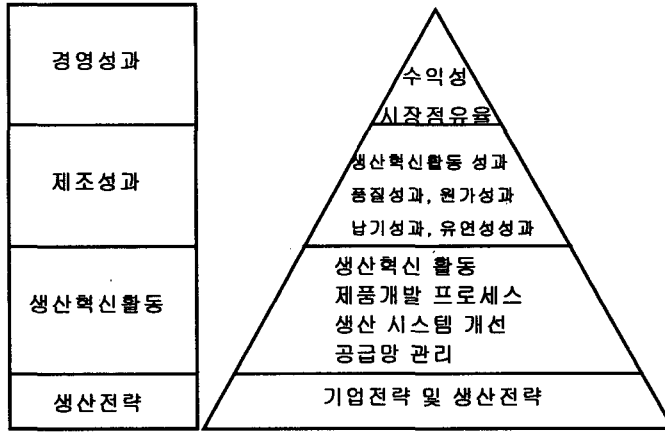 경영성과
제조성과
생산혁신활동
생산전략
수익성
시장점유율
생산혁신활동 성과
품질성과, 원가성과
납기성과, 유연성성과
생산혁신 활동
제품개발 프로세스
생산 시스템 개선
공급망 관리
기업전략 및 생산전략